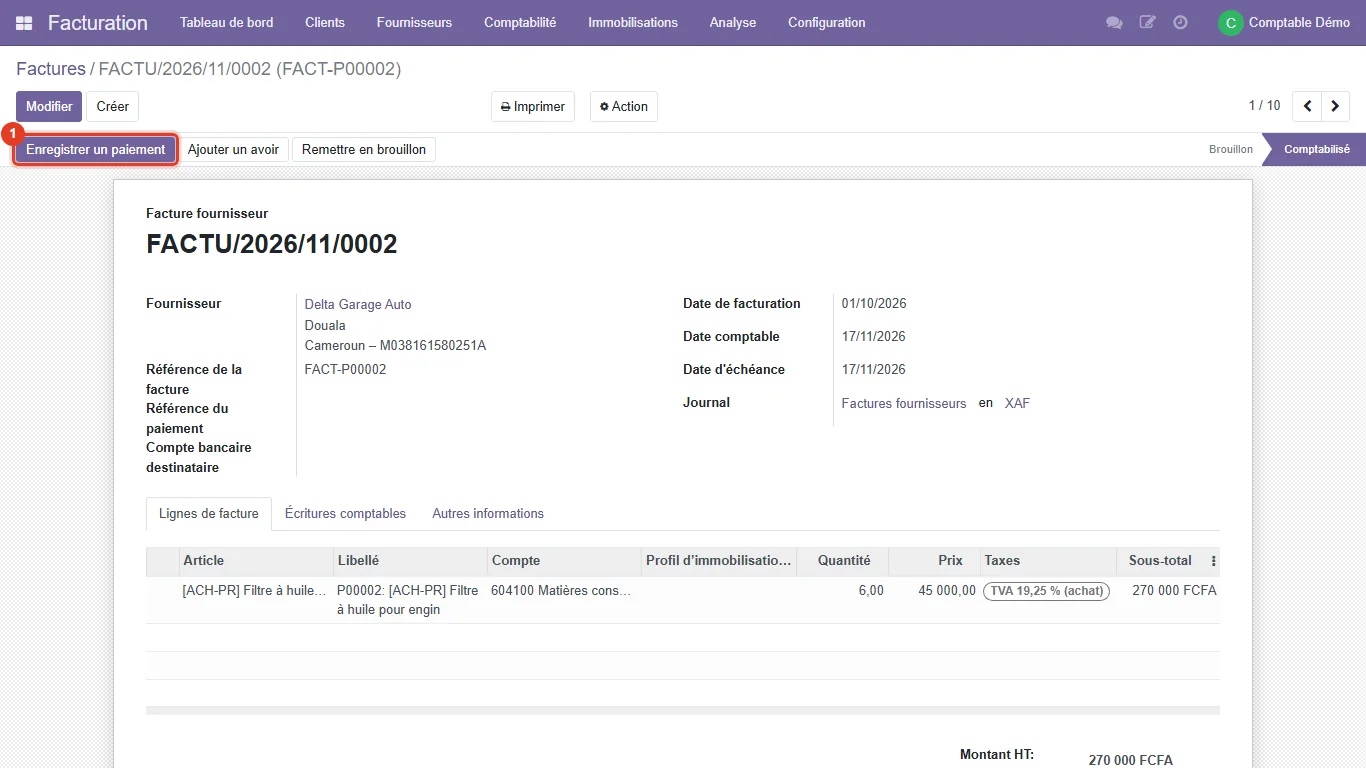 Facturation Tableau de bord Clients Fournisseurs Comptabilité Immobilisations Analyse Configuration C Comptable Démo
Factures / FACTU/2026/11/0002 (FACT-P00002)
Modifier Créer Imprimer Action 1 / 10
1
Enregistrer un paiement Ajouter un avoir Remettre en brouillon Brouillon Comptabilisé
Facture fournisseur
FACTU/2026/11/0002
Fournisseur Delta Garage Auto Date de facturation 01/10/2026
Douala
Date comptable 17/11/2026
Cameroun – M038161580251A
Référence de la FACT-P00002 Date d'échéance 17/11/2026
facture
Référence du Journal Factures fournisseurs en XAF
paiement
Compte bancaire
destinataire
Lignes de facture Écritures comptables Autres informations
Article Libellé Compte Profil d’immobilisatio… Quantité Prix Taxes Sous-total
[ACH-PR] Filtre à huile… P00002: [ACH-PR] Filtre 604100 Matières cons… 6,00 45 000,00 TVA 19,25 % (achat) 270 000 FCFA
à huile pour engin
Montant HT: 270 000 FCFA